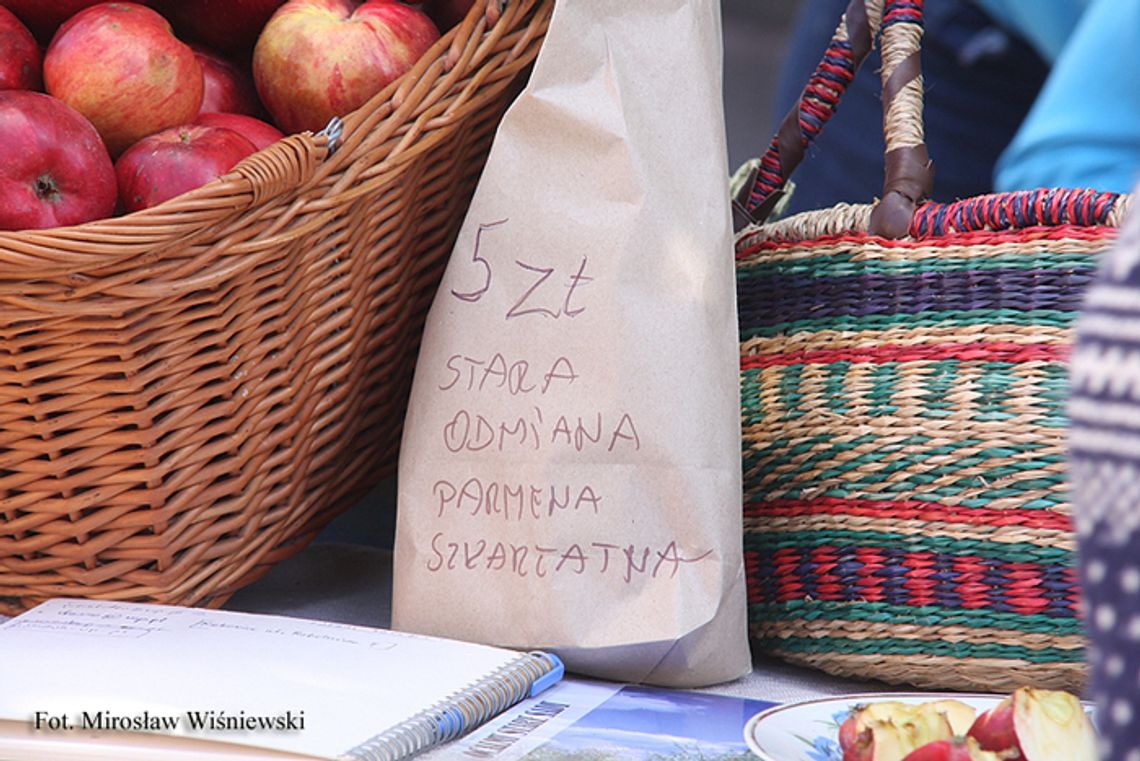 5 zł
STARA
ODMIANA
PARMENA
SZKARŁATNA
Fot. Mirosław Wiśniewski